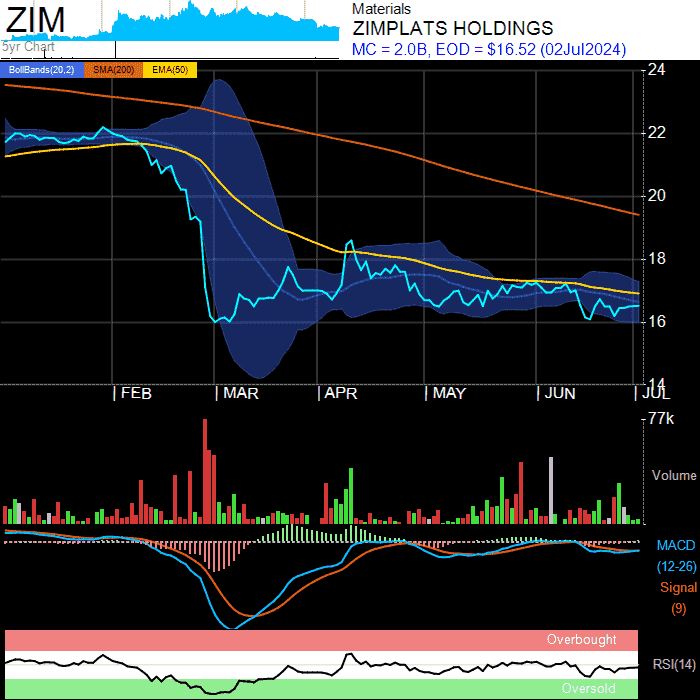 ZIM
5yr Chart
Materials
ZIMPLATS HOLDINGS
MC = 2.0B, EOD = $16.52 (02Jul2024)
BollBands(20,2) SMA(200) EMA(50)
24
22
20
18
16
14
FEB MAR APR MAY JUN JUL
77k
Volume
MACD
(12-26)
Signal
(9)
Overbought
RSI(14)
Oversold